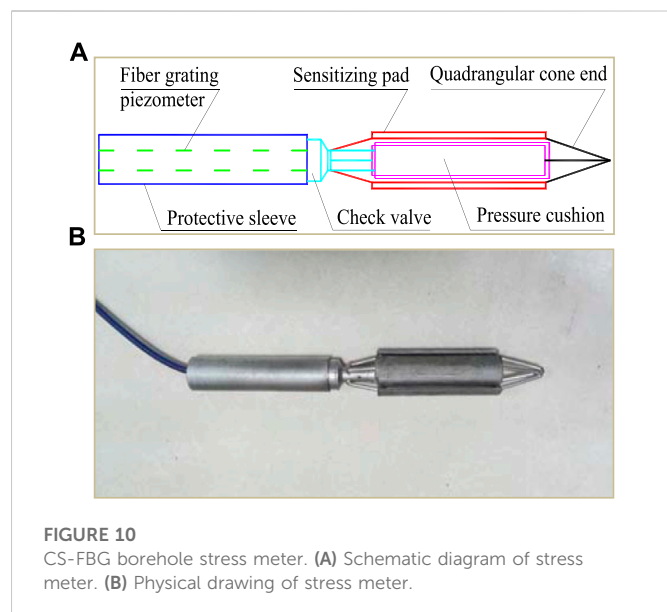 A
Fiber grating
piezometer
Sensitizing pad
Quadrangular cone end
Protective sleeve
Check valve
Pressure cushion
B
FIGURE 10
CS-FBG borehole stress meter. (A) Schematic diagram of stress
meter. (B) Physical drawing of stress meter.